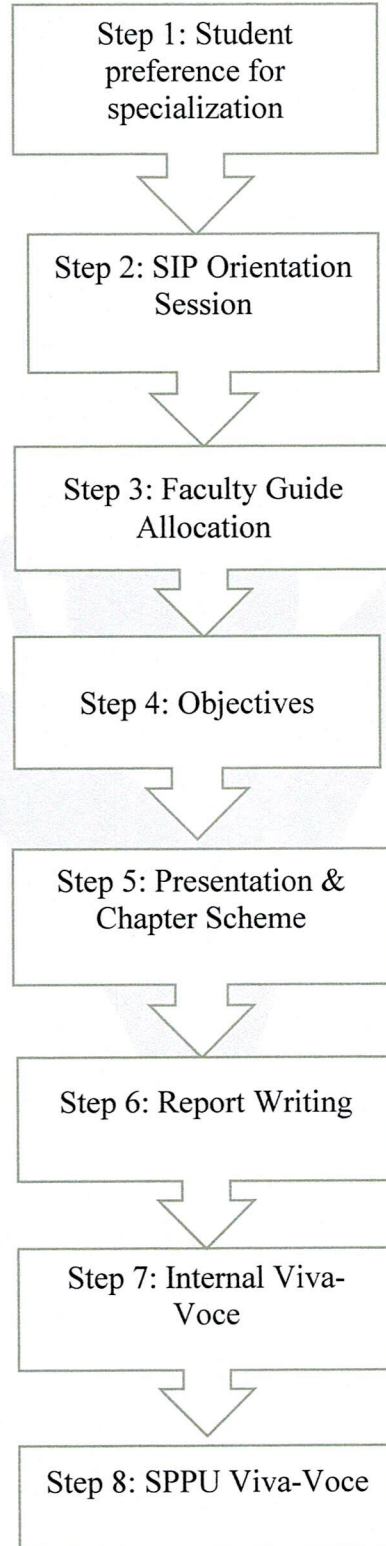 Step 1: Student
preference for
specialization
Step 2: SIP Orientation
Session
Step 3: Faculty Guide
Allocation
Step 4: Objectives
Step 5: Presentation &
Chapter Scheme
Step 6: Report Writing
Step 7: Internal Viva-
Voce
Step 8: SPPU Viva-Voce